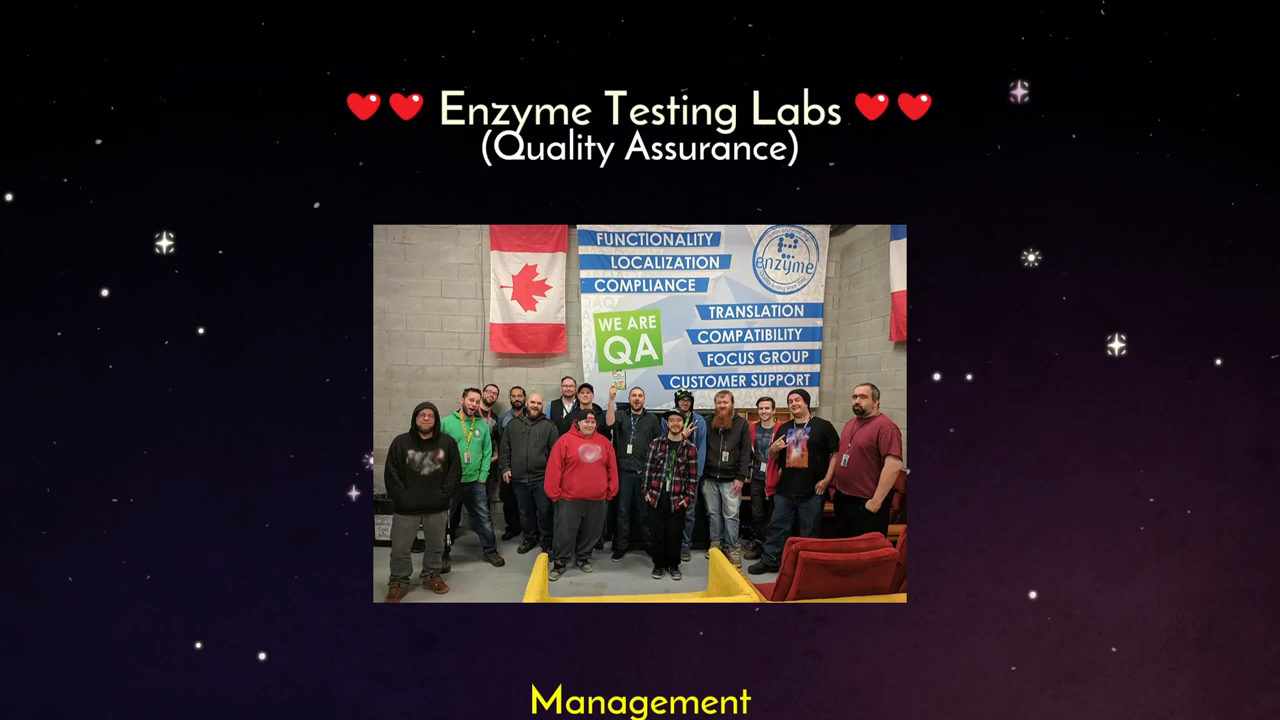 Enzyme Testing Labs
(Quality Assurance)
FUNCTIONALITY
LOCALIZATION
COMPLIANCE
enzyme
TRANSLATION
COMPATIBILITY
FOCUS GROUP
CUSTOMER SUPPORT
WE ARE
QA
Management